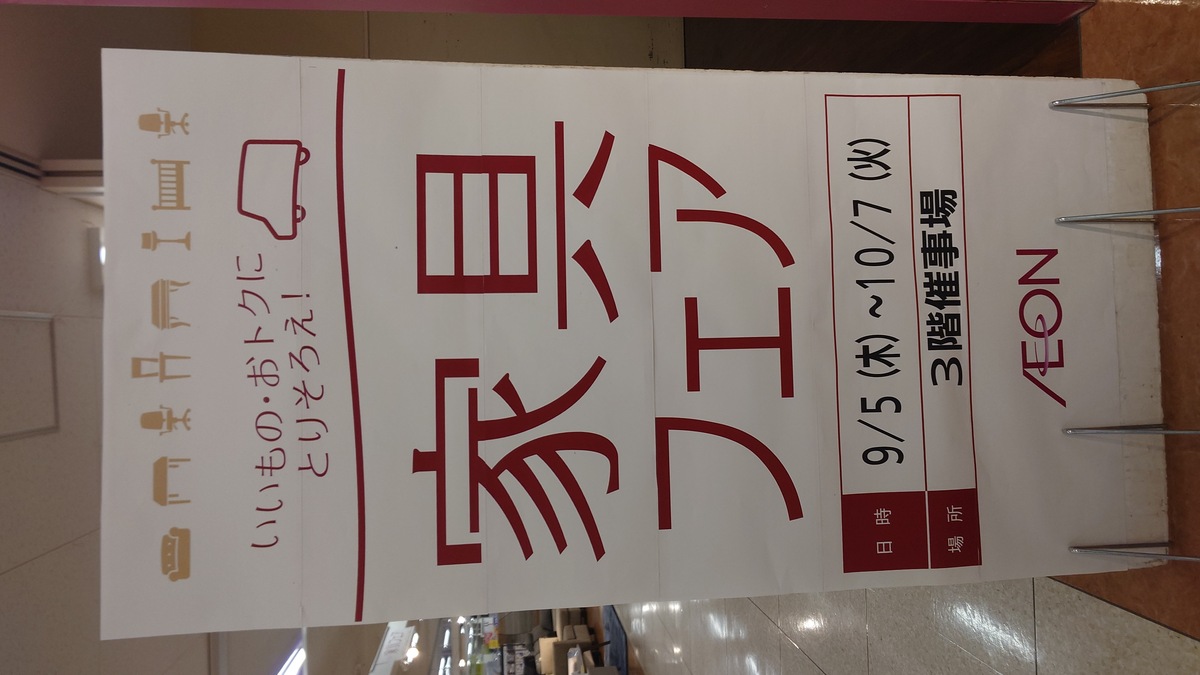 いいもの・おトクに
とりそろえ!
家具
フェア
日時 9/5(木)~10/7(火)
場所 3階催事場
ÆON